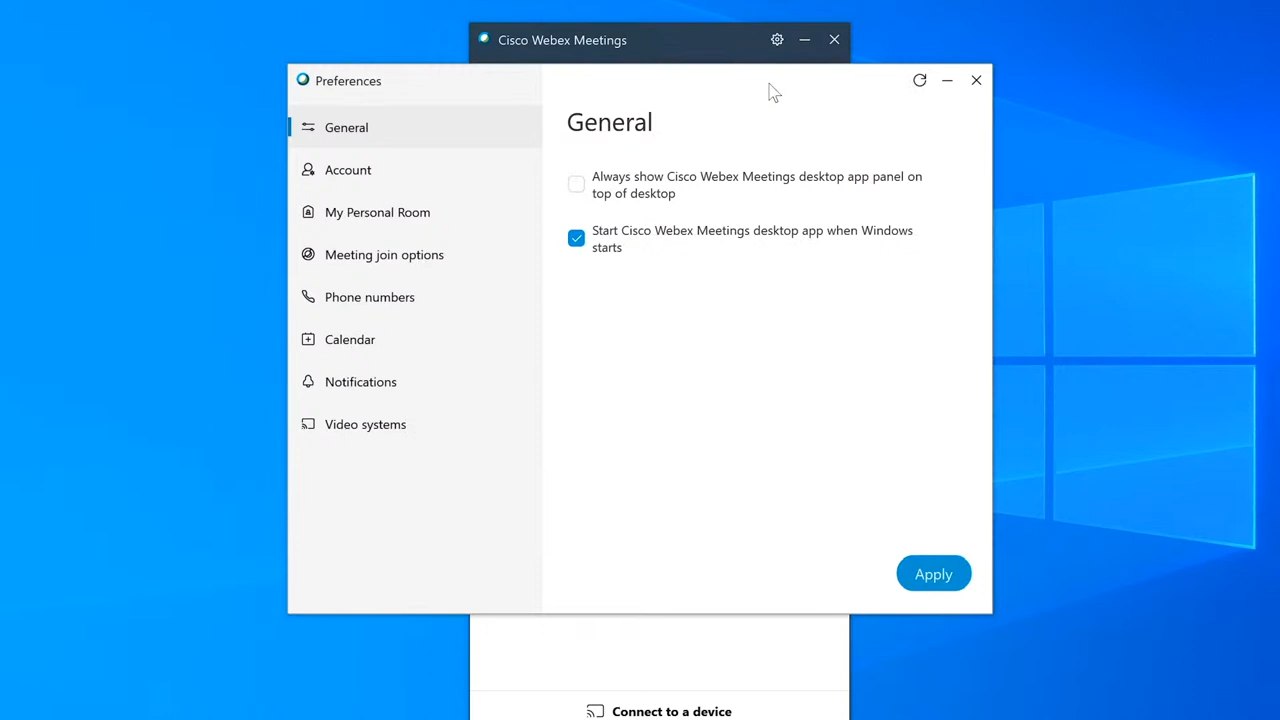 Cisco Webex Meetings
Preferences
General
Account
My Personal Room
Meeting join options
Phone numbers
Calendar
Notifications
Video systems
General
Always show Cisco Webex Meetings desktop app panel on
top of desktop
Start Cisco Webex Meetings desktop app when Windows
starts
Apply
Connect to a device